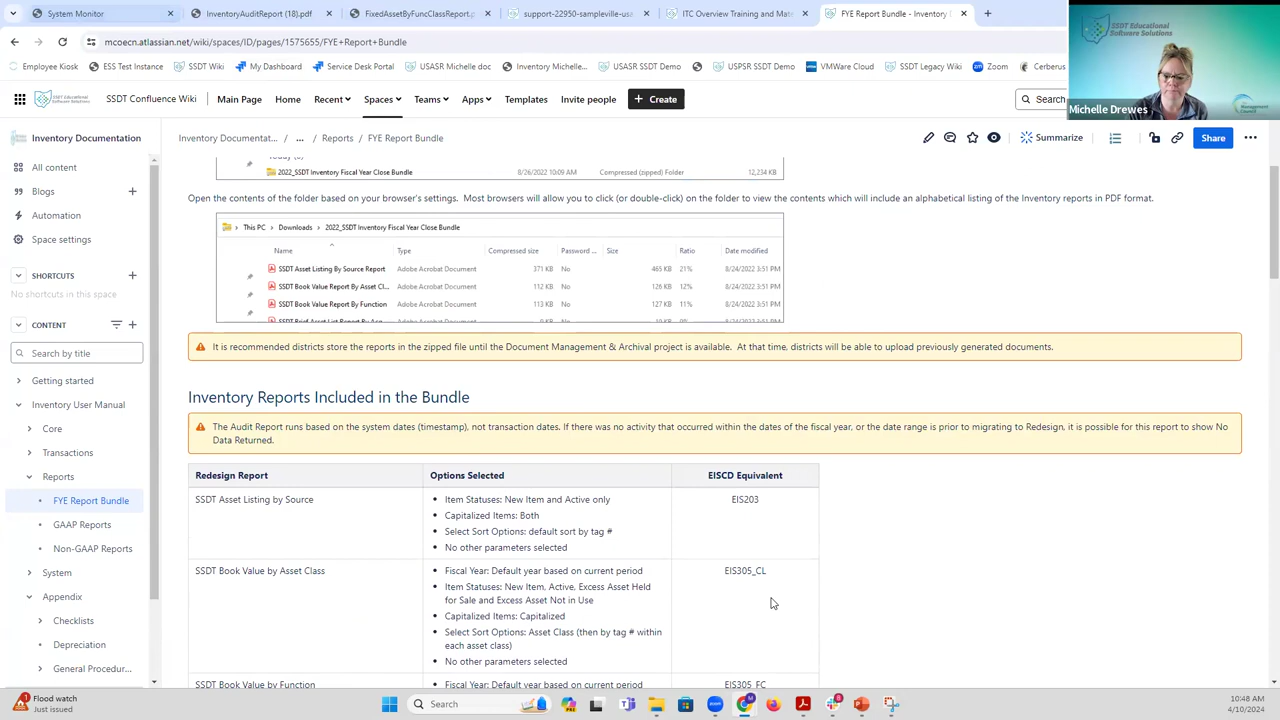 System Monitor
InventoryAuditReport (18).pdf
FixedAssetByFuncClassReport.p
support-22950-sampleville-usa
ITC Overview Training and Mate
FYE Report Bundle - Inventory
mcoecn.atlassian.net/wiki/spaces/ID/pages/1575655/FYE+Report+Bundle
Employee Kiosk
ESS Test Instance
SSDT Wiki
My Dashboard
Service Desk Portal
USASR Michelle doc
Inventory Michelle...
USASR SSDT Demo
USPSR SSDT Demo
VMWare Cloud
SSDT Legacy Wiki
Zoom
Cerberus
SSDT Educational
Software Solutions
Michelle Drewes
SSDT Confluence Wiki
Main Page
Home
Recent
Spaces
Teams
Apps
Templates
Invite people
Create
Search
Inventory Documentation
Inventory Documentat... / ... / Reports / FYE Report Bundle
Summarize
Share
All content
Blogs
Automation
Space settings
SHORTCUTS
No shortcuts in this space
CONTENT
Search by title
Getting started
Inventory User Manual
Core
Transactions
Reports
FYE Report Bundle
GAAP Reports
Non-GAAP Reports
System
Appendix
Checklists
Depreciation
General Procedur...
2022_SSDT Inventory Fiscal Year Close Bundle 8/26/2022 10:09 AM Compressed (zipped) Folder 12,234 KB
Open the contents of the folder based on your browser's settings. Most browsers will allow you to click (or double-click) on the folder to view the contents which will include an alphabetical listing of the Inventory reports in PDF format.
This PC > Downloads > 2022_SSDT Inventory Fiscal Year Close Bundle
Name Type Compressed size Password ... Size Ratio Date modified
SSDT Asset Listing By Source Report Adobe Acrobat Document 371 KB No 465 KB 21% 8/24/2022 3:51 PM
SSDT Book Value Report By Asset Cl... Adobe Acrobat Document 112 KB No 126 KB 12% 8/24/2022 3:51 PM
SSDT Book Value Report By Function Adobe Acrobat Document 113 KB No 127 KB 11% 8/24/2022 3:51 PM
It is recommended districts store the reports in the zipped file until the Document Management & Archival project is available. At that time, districts will be able to upload previously generated documents.
Inventory Reports Included in the Bundle
The Audit Report runs based on the system dates (timestamp), not transaction dates. If there was no activity that occurred within the dates of the fiscal year, or the date range is prior to migrating to Redesign, it is possible for this report to show No
Data Returned.
Redesign Report Options Selected EISCD Equivalent
SSDT Asset Listing by Source
• Item Statuses: New Item and Active only
• Capitalized Items: Both
• Select Sort Options: default sort by tag #
• No other parameters selected
EIS203
SSDT Book Value by Asset Class
• Fiscal Year: Default year based on current period
• Item Statuses: New Item, Active, Excess Asset Held
for Sale and Excess Asset Not in Use
• Capitalized Items: Capitalized
• Select Sort Options: Asset Class (then by tag # within
each asset class)
• No other parameters selected
EIS305_CL
SSDT Book Value by Function
• Fiscal Year: Default year based on current period
EIS305_FC
Flood watch
Just issued
Search
10:48 AM
4/10/2024